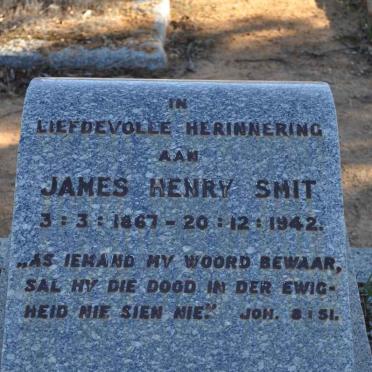 IN
LIEFDEVOLLE HERINNERING
AAN
JAMES HENRY SMIT
3:3:1867-20:12:1942.
„AS IEMAND MY WOORD BEWAAR,
SAL HY DIE DOOD IN DER EWIG-
HEID NIE SIEN NIE.” JOH. 8:51.